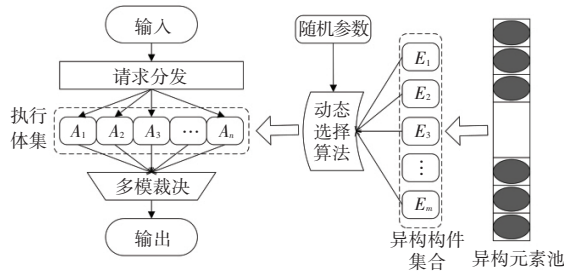 输入
请求分发
执行
体集
A1 A2 A3 … An
多模裁决
输出
随机参数
动态
选择
算法
E1
E2
E3
⋮
Em
异构构件
集合
异构元素池